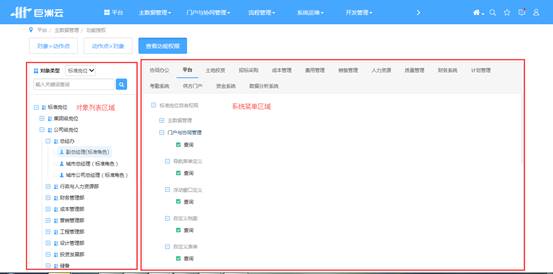 巨洲云 平台 主数据管理 门户与协同管理 流程管理 系统运维 开发管理
平台 / 主数据管理 / 功能授权
对象>动作点 动作点>对象 查看功能权限
对象类型 标准岗位
输入关键词查询
标准岗位
对象列表区域
集团级岗位
公司级岗位
总经办
副总经理(标准角色)
城市总经理（标准角色）
城市公司总经理（标准角色）
行政与人力资源部
财务管理部
成本管理部
营销管理部
工程管理部
设计管理部
投资发展部
储备
协同办公 平台 土地投资 招标采购 成本管理 费用管理 销售管理 人力资源 质量管理 财务系统 计划管理
考勤系统 供方门户 资金系统 数据分析系统
标准岗位自有权限
系统菜单区域
主数据管理
门户与协同管理
查询
导航菜单定义
查询
浮动窗口定义
查询
自定义档案
查询
自定义表单
查询